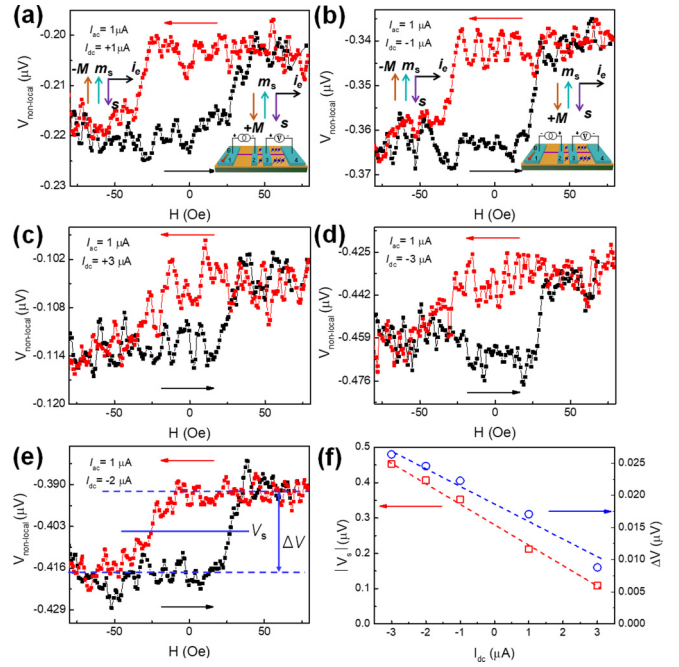 (a)
I_ac = 1μA
I_dc = +1μA
-M m_s i_e
s
m_s i_e
+M s
-0.20
-0.21
-0.22
-0.23
V_non-local (μV)
-50 0 50
H (Oe)
(b)
I_ac = 1 μA
I_dc = -1 μA
-M m_s i_e
s
m_s i_e
+M s
-0.34
-0.35
-0.36
-0.37
V_non-local (μV)
-50 0 50
H (Oe)
(c)
I_ac = 1 μA
I_dc = +3 μA
-0.102
-0.108
-0.114
-0.120
V_non-local (μV)
-50 0 50
H (Oe)
(d)
I_ac = 1 μA
I_dc = -3 μA
-0.425
-0.442
-0.459
-0.476
V_non-local (μV)
-50 0 50
H (Oe)
(e)
I_ac = 1 μA
I_dc = -2 μA
V_s
ΔV
-0.390
-0.403
-0.416
-0.429
V_non-local (μV)
-50 0 50
H (Oe)
(f)
0.5
0.4
0.3
0.2
0.1
0.0
|V_s| (μV)
0.025
0.020
0.015
0.010
0.005
0.000
ΔV (μV)
-3 -2 -1 0 1 2 3
I_dc (μA)